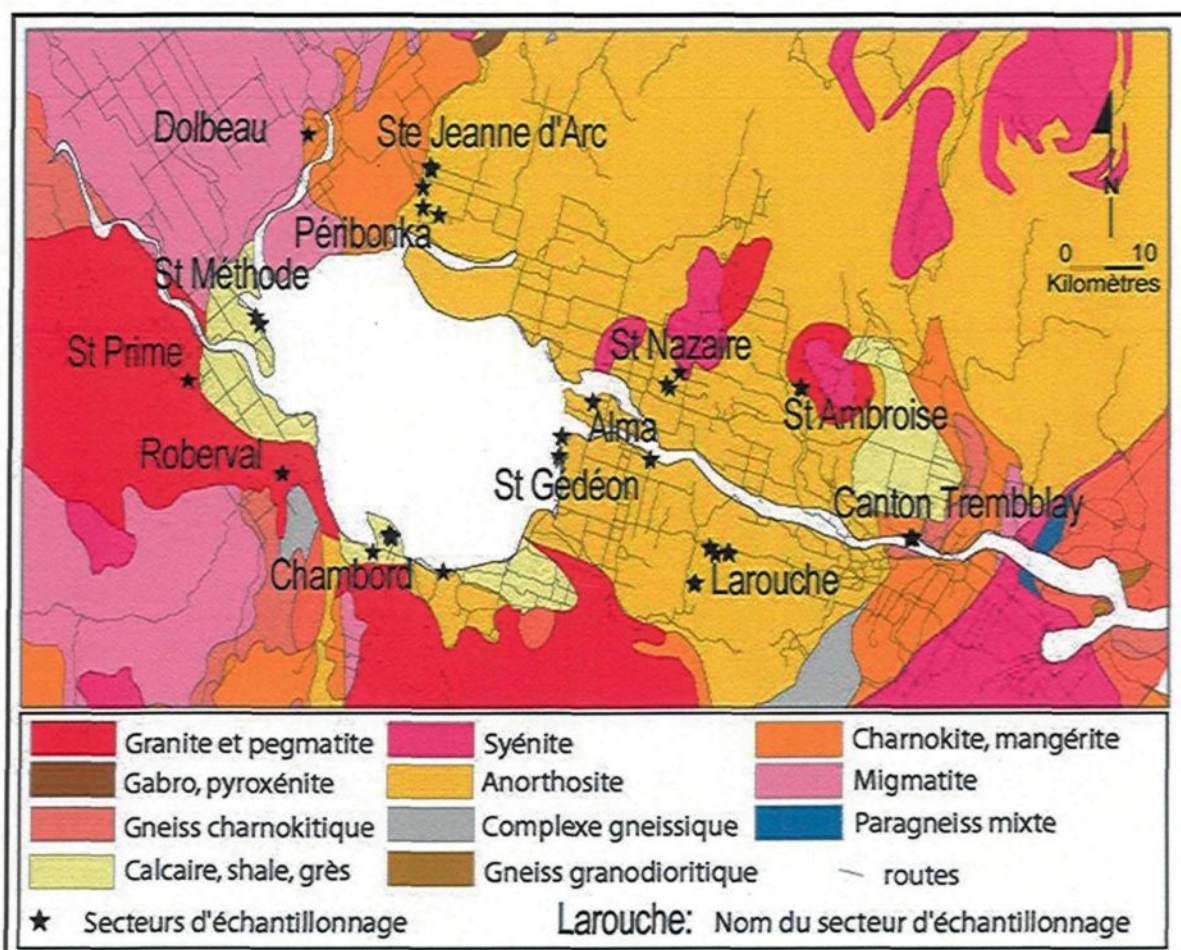 Dolbeau
Ste Jeanne d'Arc
Péribonka
N
0 10
Kilomètres
St Méthode
St Prime
St Nazaire
St Ambroise
Alma
Roberval
St Gédéon
Canton Trembblay
Chambord
Larouche
Granite et pegmatite
Syénite
Charnokite, mangérite
Gabro, pyroxénite
Anorthosite
Migmatite
Gneiss charnokitique
Complexe gneissique
Paragneiss mixte
Calcaire, shale, grès
Gneiss granodioritique
routes
Secteurs d'échantillonnage
Larouche: Nom du secteur d'échantillonnage